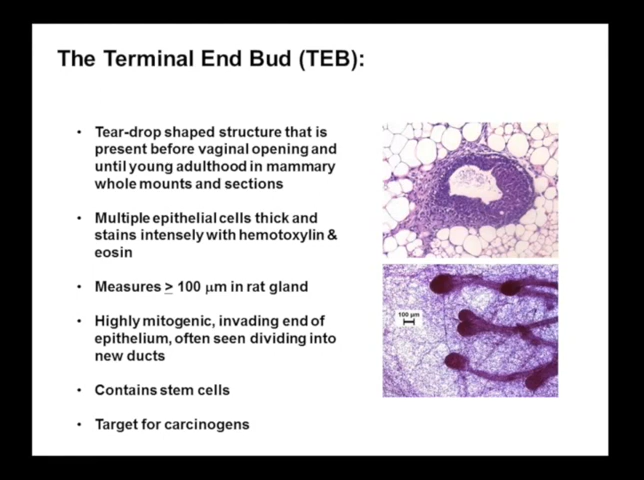 The Terminal End Bud (TEB):
• Tear-drop shaped structure that is
present before vaginal opening and
until young adulthood in mammary
whole mounts and sections
• Multiple epithelial cells thick and
stains intensely with hemotoxylin &
eosin
• Measures ≥ 100 μm in rat gland
• Highly mitogenic, invading end of
epithelium, often seen dividing into
new ducts
• Contains stem cells
• Target for carcinogens
100 μm